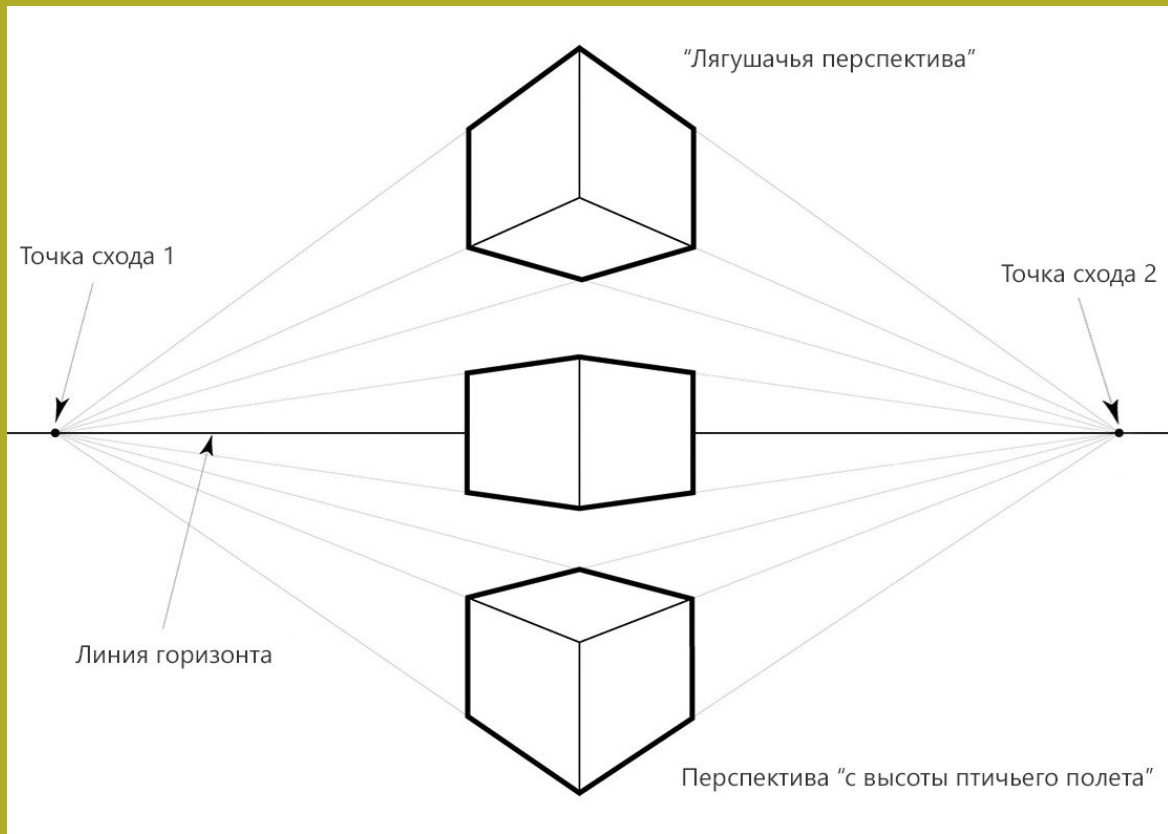 "Лягушачья перспектива"
Точка схода 1
Точка схода 2
Линия горизонта
Перспектива "с высоты птичьего полета"